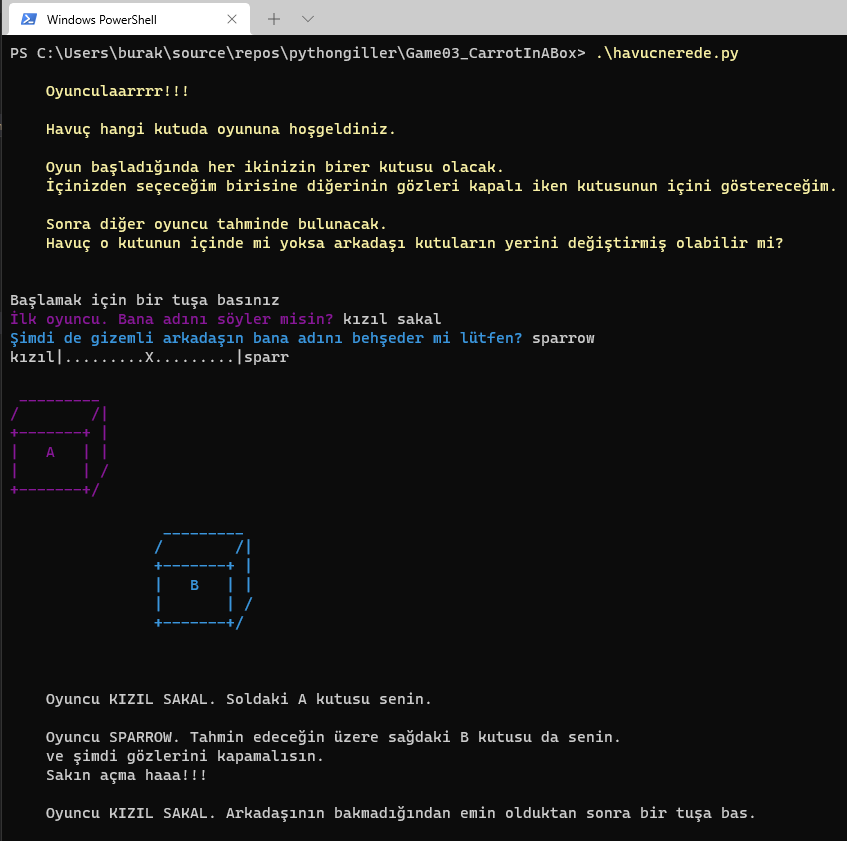 Windows PowerShell
PS C:\Users\burak\source\repos\pythongiller\Game03_CarrotInABox> .\havucnerede.py
Oyunculaarrrr!!!
Havuç hangi kutuda oyununa hoşgeldiniz.
Oyun başladığında her ikinizin birer kutusu olacak.
İçinizden seçeceğim birisine diğerinin gözleri kapalı iken kutusunun içini göstereceğim.
Sonra diğer oyuncu tahminde bulunacak.
Havuç o kutunun içinde mi yoksa arkadaşı kutuların yerini değiştirmiş olabilir mi?
Başlamak için bir tuşa basınız
İlk oyuncu. Bana adını söyler misin? kızıl sakal
Şimdi de gizemli arkadaşın bana adını behşeder mi lütfen? sparrow
kızıl|.........X.........|sparr
A
B
Oyuncu KIZIL SAKAL. Soldaki A kutusu senin.
Oyuncu SPARROW. Tahmin edeceğin üzere sağdaki B kutusu da senin.
ve şimdi gözlerini kapamalısın.
Sakın açma haaa!!!
Oyuncu KIZIL SAKAL. Arkadaşının bakmadığından emin olduktan sonra bir tuşa bas.